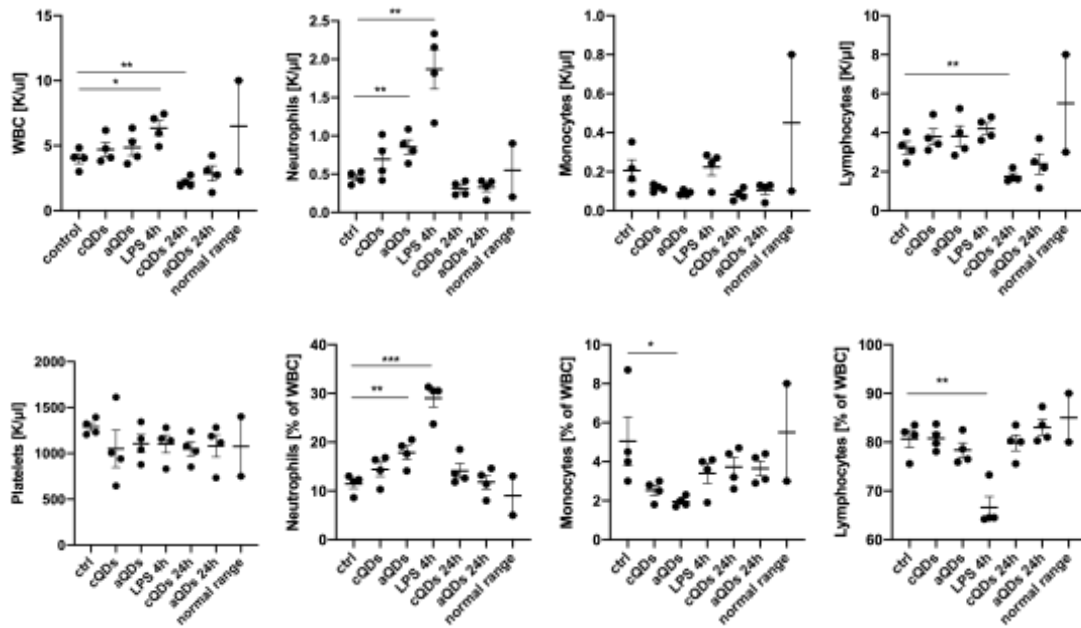 WBC [K/ul]
15
10
5
0
*
**
control
cQDs
aQDs
LPS 4h
cQDs 24h
aQDs 24h
normal range
Neutrophils [K/µl]
2.5
2.0
1.5
1.0
0.5
0.0
**
**
ctrl
cQDs
aQDs
LPS 4h
cQDs 24h
aQDs 24h
normal range
Monocytes [K/µl]
1.0
0.8
0.6
0.4
0.2
0.0
ctrl
cQDs
aQDs
LPS 4h
cQDs 24h
aQDs 24h
normal range
Lymphocytes [K/µl]
10
8
6
4
2
0
**
ctrl
cQDs
aQDs
LPS 4h
cQDs 24h
aQDs 24h
normal range
Platelets [K/µl]
2000
1500
1000
500
0
ctrl
cQDs
aQDs
LPS 4h
cQDs 24h
aQDs 24h
normal range
Neutrophils [% of WBC]
40
30
20
10
0
***
**
ctrl
cQDs
aQDs
LPS 4h
cQDs 24h
aQDs 24h
normal range
Monocytes [% of WBC]
10
8
6
4
2
0
*
ctrl
cQDs
aQDs
LPS 4h
cQDs 24h
aQDs 24h
normal range
Lymphocytes [% of WBC]
100
90
80
70
60
**
ctrl
cQDs
aQDs
LPS 4h
cQDs 24h
aQDs 24h
normal range